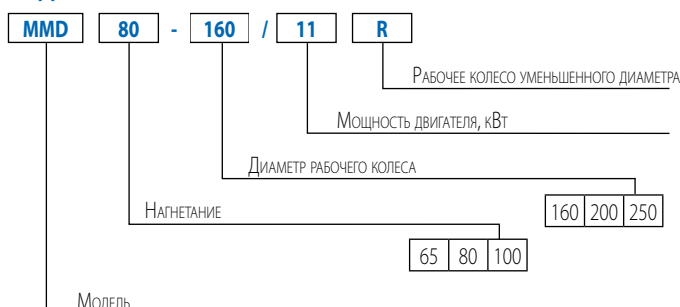 MMD 80 - 160 / 11 R
Рабочее колесо уменьшенного диаметра
Мощность двигателя, кВт
Диаметр рабочего колеса
160 200 250
Нагнетание
65 80 100
Модель